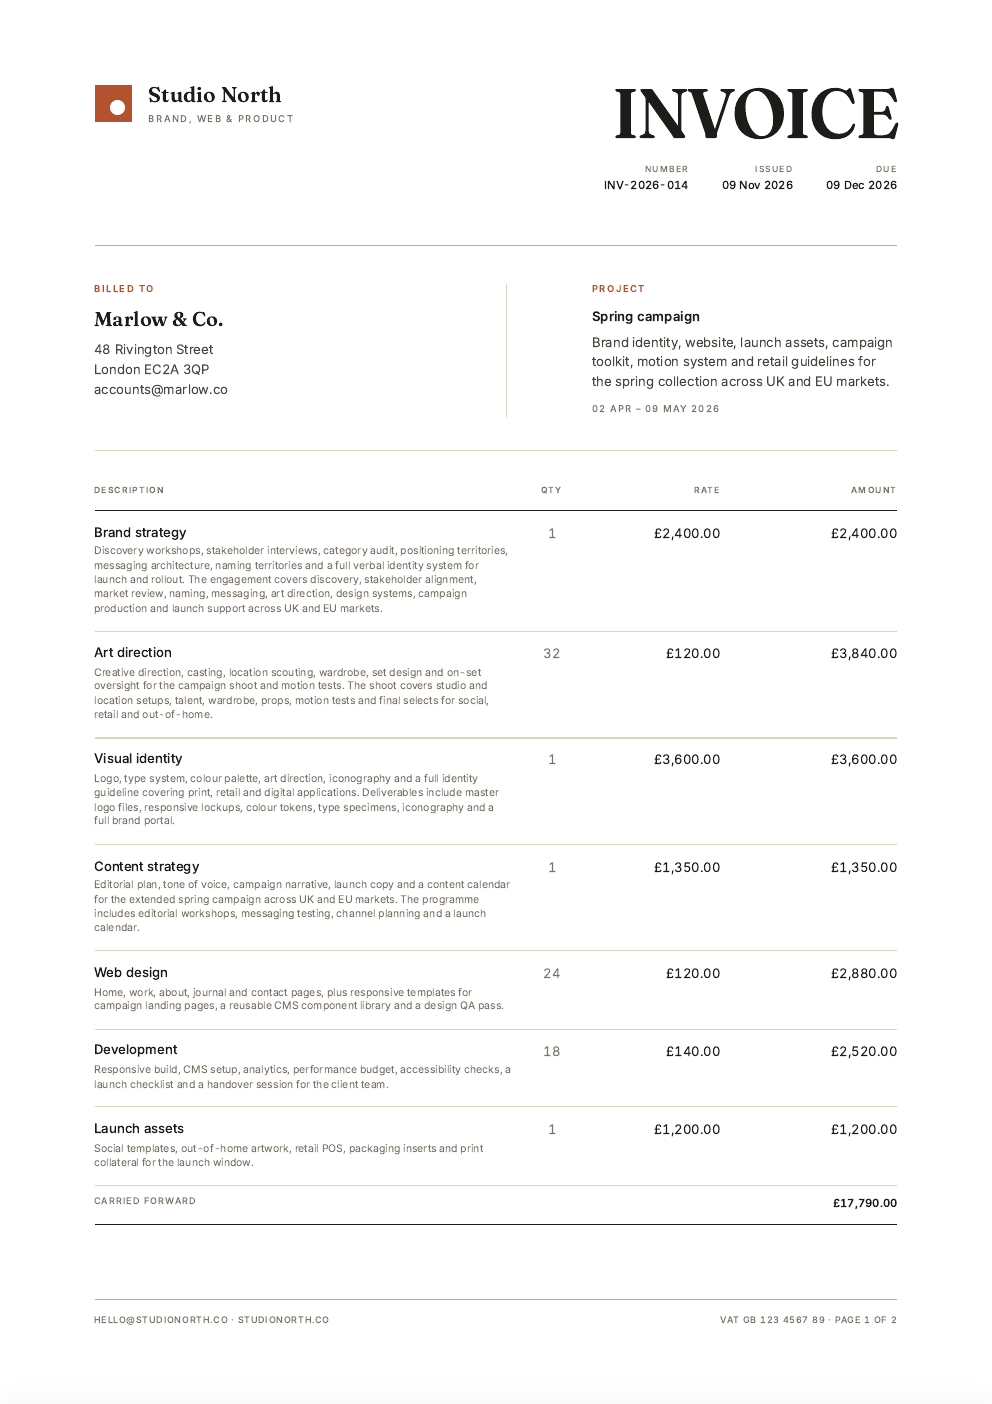 Studio North
BRAND, WEB & PRODUCT
INVOICE
NUMBER ISSUED DUE
INV-2026-014 09 Nov 2026 09 Dec 2026
BILLED TO
Marlow & Co.
48 Rivington Street
London EC2A 3QP
accounts@marlow.co
PROJECT
Spring campaign
Brand identity, website, launch assets, campaign
toolkit, motion system and retail guidelines for
the spring collection across UK and EU markets.
02 APR – 09 MAY 2026
DESCRIPTION QTY RATE AMOUNT
Brand strategy 1 £2,400.00 £2,400.00
Discovery workshops, stakeholder interviews, category audit, positioning territories,
messaging architecture, naming territories and a full verbal identity system for
launch and rollout. The engagement covers discovery, stakeholder alignment,
market review, naming, messaging, art direction, design systems, campaign
production and launch support across UK and EU markets.
Art direction 32 £120.00 £3,840.00
Creative direction, casting, location scouting, wardrobe, set design and on-set
oversight for the campaign shoot and motion tests. The shoot covers studio and
location setups, talent, wardrobe, props, motion tests and final selects for social,
retail and out-of-home.
Visual identity 1 £3,600.00 £3,600.00
Logo, type system, colour palette, art direction, iconography and a full identity
guideline covering print, retail and digital applications. Deliverables include master
logo files, responsive lockups, colour tokens, type specimens, iconography and a
full brand portal.
Content strategy 1 £1,350.00 £1,350.00
Editorial plan, tone of voice, campaign narrative, launch copy and a content calendar
for the extended spring campaign across UK and EU markets. The programme
includes editorial workshops, messaging testing, channel planning and a launch
calendar.
Web design 24 £120.00 £2,880.00
Home, work, about, journal and contact pages, plus responsive templates for
campaign landing pages, a reusable CMS component library and a design QA pass.
Development 18 £140.00 £2,520.00
Responsive build, CMS setup, analytics, performance budget, accessibility checks, a
launch checklist and a handover session for the client team.
Launch assets 1 £1,200.00 £1,200.00
Social templates, out-of-home artwork, retail POS, packaging inserts and print
collateral for the launch window.
CARRIED FORWARD £17,790.00
HELLO@STUDIONORTH.CO · STUDIONORTH.CO VAT GB 123 4567 89 · PAGE 1 OF 2